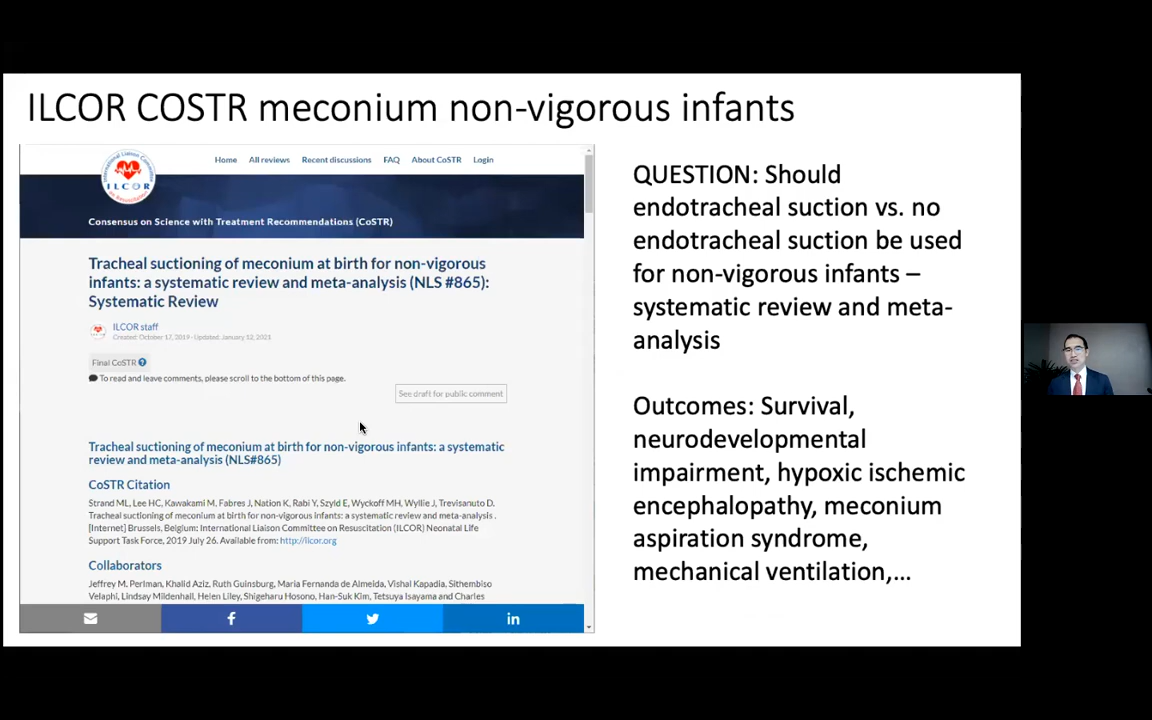 ILCOR COSTR meconium non-vigorous infants
ILCOR
Home All reviews Recent discussions FAQ About CoSTR Login
Consensus on Science with Treatment Recommendations (CoSTR)
Tracheal suctioning of meconium at birth for non-vigorous
infants: a systematic review and meta-analysis (NLS #865):
Systematic Review
ILCOR staff
Created: October 17, 2019 · Updated: January 12, 2021
Final CoSTR
To read and leave comments, please scroll to the bottom of this page.
See draft for public comment
Tracheal suctioning of meconium at birth for non-vigorous infants: a systematic
review and meta-analysis (NLS#865)
CoSTR Citation
Strand ML, Lee HC, Kawakami M, Fabres J, Nation K, Rabi Y, Szyld E, Wyckoff MH, Wyllie J, Trevisanuto D.
Tracheal suctioning of meconium at birth for non-vigorous infants: a systematic review and meta-analysis .
[Internet] Brussels, Belgium: International Liaison Committee on Resuscitation (ILCOR) Neonatal Life
Support Task Force, 2019 July 26. Available from: http://ilcor.org
Collaborators
Jeffrey M. Perlman, Khalid Aziz, Ruth Guinsburg, Maria Fernanda de Almeida, Vishal Kapadia, Sithembiso
Velaphi, Lindsay Mildenhall, Helen Liley, Shigeharu Hosono, Han-Suk Kim, Tetsuya Isayama and Charles
QUESTION: Should
endotracheal suction vs. no
endotracheal suction be used
for non-vigorous infants –
systematic review and meta-
analysis
Outcomes: Survival,
neurodevelopmental
impairment, hypoxic ischemic
encephalopathy, meconium
aspiration syndrome,
mechanical ventilation,...